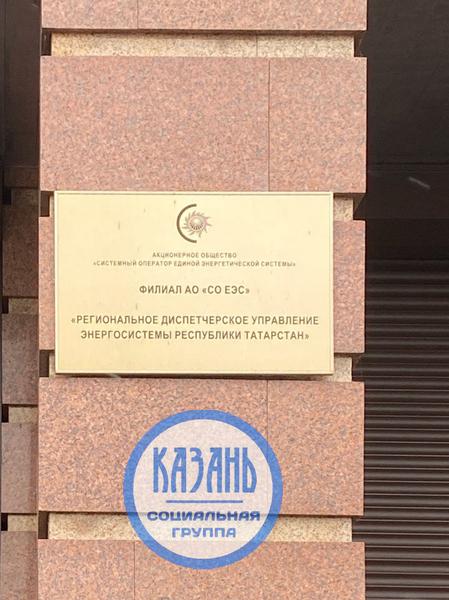 АКЦИОНЕРНОЕ ОБЩЕСТВО
«СИСТЕМНЫЙ ОПЕРАТОР ЕДИНОЙ ЭНЕРГЕТИЧЕСКОЙ СИСТЕМЫ»
ФИЛИАЛ АО «СО ЕЭС»
«РЕГИОНАЛЬНОЕ ДИСПЕТЧЕРСКОЕ УПРАВЛЕНИЕ
ЭНЕРГОСИСТЕМЫ РЕСПУБЛИКИ ТАТАРСТАН»
КАЗАНЬ
СОЦИАЛЬНАЯ
ГРУППА